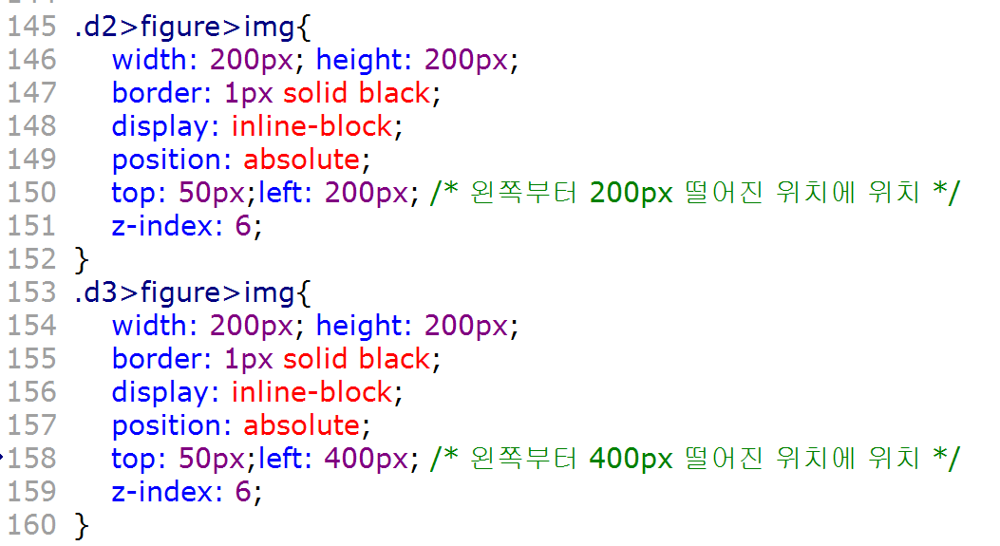 145 .d2>figure>img{
146 width: 200px; height: 200px;
147 border: 1px solid black;
148 display: inline-block;
149 position: absolute;
150 top: 50px;left: 200px; /* 왼쪽부터 200px 떨어진 위치에 위치 */
151 z-index: 6;
152 }
153 .d3>figure>img{
154 width: 200px; height: 200px;
155 border: 1px solid black;
156 display: inline-block;
157 position: absolute;
158 top: 50px;left: 400px; /* 왼쪽부터 400px 떨어진 위치에 위치 */
159 z-index: 6;
160 }